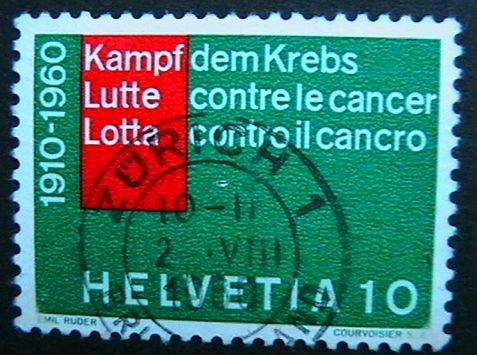 1910-1960
Kampf dem Krebs
Lutte contre le cancer
Lotta contro il cancro
ZÜRICH 1
10-11
2 VIII
HELVETIA 10
EMIL RUDER
COURVOISIER S.